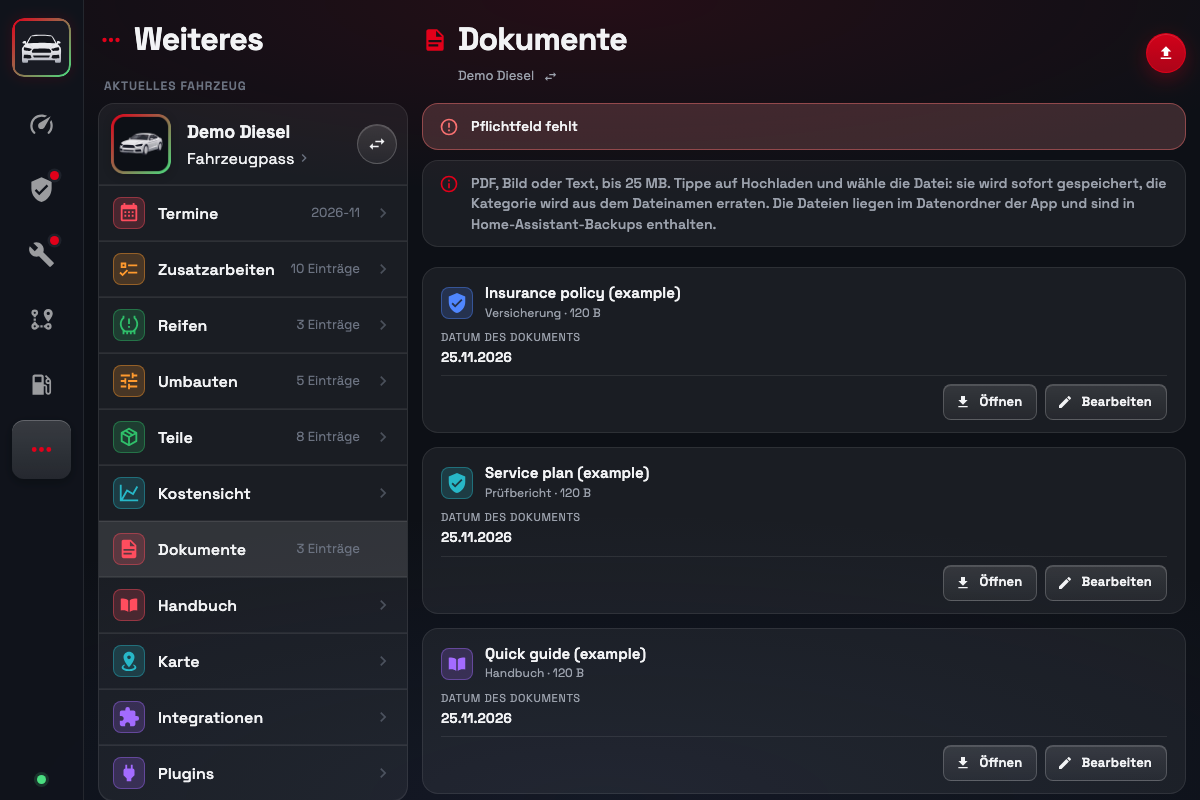 Weiteres
AKTUELLES FAHRZEUG
Demo Diesel
Fahrzeugpass
Termine 2026-11
Zusatzarbeiten 10 Einträge
Reifen 3 Einträge
Umbauten 5 Einträge
Teile 8 Einträge
Kostensicht
Dokumente 3 Einträge
Handbuch
Karte
Integrationen
Plugins
Dokumente
Demo Diesel
Pflichtfeld fehlt
PDF, Bild oder Text, bis 25 MB. Tippe auf Hochladen und wähle die Datei: sie wird sofort gespeichert, die
Kategorie wird aus dem Dateinamen erraten. Die Dateien liegen im Datenordner der App und sind in
Home-Assistant-Backups enthalten.
Insurance policy (example)
Versicherung · 120 B
DATUM DES DOKUMENTS
25.11.2026
Öffnen Bearbeiten
Service plan (example)
Prüfbericht · 120 B
DATUM DES DOKUMENTS
25.11.2026
Öffnen Bearbeiten
Quick guide (example)
Handbuch · 120 B
DATUM DES DOKUMENTS
25.11.2026
Öffnen Bearbeiten